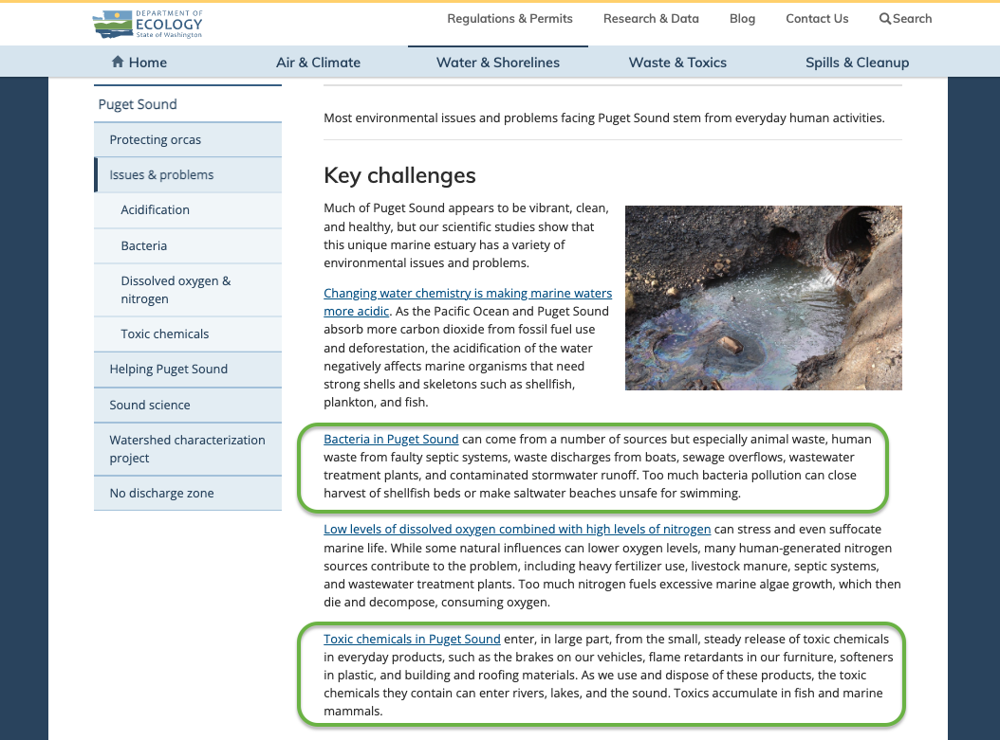 DEPARTMENT OF
ECOLOGY
State of Washington
Regulations & Permits
Research & Data
Blog
Contact Us
Search
Home
Air & Climate
Water & Shorelines
Waste & Toxics
Spills & Cleanup
Puget Sound
Protecting orcas
Issues & problems
Acidification
Bacteria
Dissolved oxygen &
nitrogen
Toxic chemicals
Helping Puget Sound
Sound science
Watershed characterization
project
No discharge zone
Most environmental issues and problems facing Puget Sound stem from everyday human activities.
Key challenges
Much of Puget Sound appears to be vibrant, clean,
and healthy, but our scientific studies show that
this unique marine estuary has a variety of
environmental issues and problems.
Changing water chemistry is making marine waters
more acidic. As the Pacific Ocean and Puget Sound
absorb more carbon dioxide from fossil fuel use
and deforestation, the acidification of the water
negatively affects marine organisms that need
strong shells and skeletons such as shellfish,
plankton, and fish.
Bacteria in Puget Sound can come from a number of sources but especially animal waste, human
waste from faulty septic systems, waste discharges from boats, sewage overflows, wastewater
treatment plants, and contaminated stormwater runoff. Too much bacteria pollution can close
harvest of shellfish beds or make saltwater beaches unsafe for swimming.
Low levels of dissolved oxygen combined with high levels of nitrogen can stress and even suffocate
marine life. While some natural influences can lower oxygen levels, many human-generated nitrogen
sources contribute to the problem, including heavy fertilizer use, livestock manure, septic systems,
and wastewater treatment plants. Too much nitrogen fuels excessive marine algae growth, which then
die and decompose, consuming oxygen.
Toxic chemicals in Puget Sound enter, in large part, from the small, steady release of toxic chemicals
in everyday products, such as the brakes on our vehicles, flame retardants in our furniture, softeners
in plastic, and building and roofing materials. As we use and dispose of these products, the toxic
chemicals they contain can enter rivers, lakes, and the sound. Toxics accumulate in fish and marine
mammals.